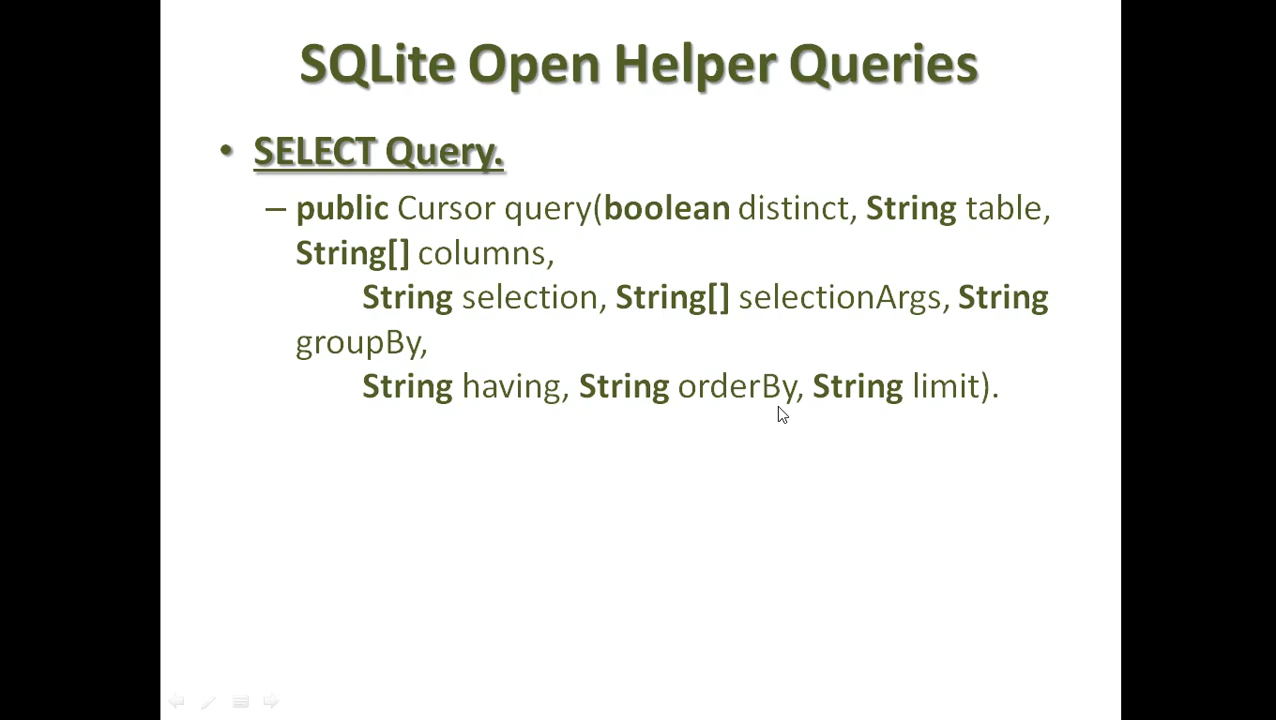 SQLite Open Helper Queries
• SELECT Query.
– public Cursor query(boolean distinct, String table,
String[] columns,
String selection, String[] selectionArgs, String
groupBy,
String having, String orderBy, String limit).